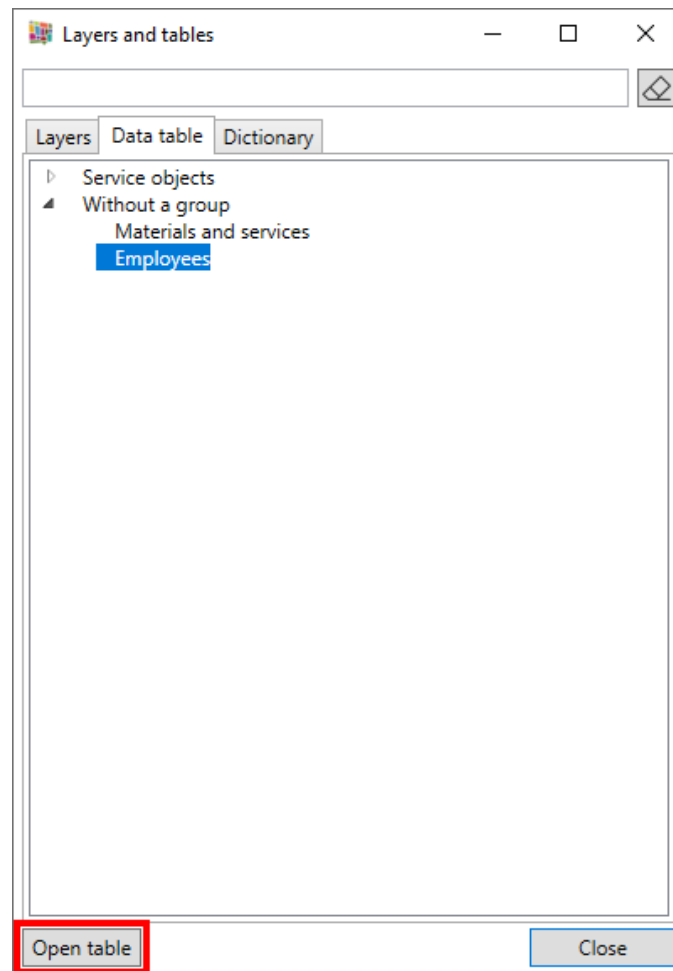 Layers and tables
Layers Data table Dictionary
Service objects
Without a group
Materials and services
Employees
Open table Close